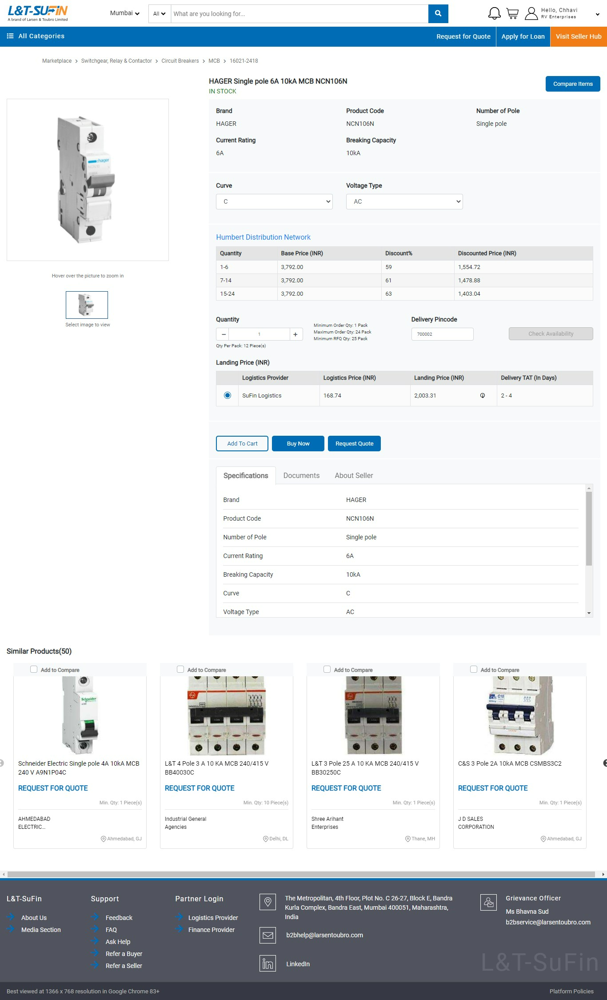 L&T-SuFin
A brand of Larsen & Toubro Limited
Mumbai
All
What are you looking for...
Hello, Chhavi
RV Enterprises
All Categories
Request for Quote
Apply for Loan
Visit Seller Hub
Marketplace > Switchgear, Relay & Contactor > Circuit Breakers > MCB > 16021-2418
HAGER Single pole 6A 10kA MCB NCN106N
IN STOCK
Compare Items
:hager
Hover over the picture to zoom in
Select image to view
Brand Product Code Number of Pole
HAGER NCN106N Single pole
Current Rating Breaking Capacity
6A 10kA
Curve Voltage Type
C AC
Humbert Distribution Network
Quantity Base Price (INR) Discount% Discounted Price (INR)
1-6 3,792.00 59 1,554.72
7-14 3,792.00 61 1,478.88
15-24 3,792.00 63 1,403.04
Quantity
− 1 +
Qty Per Pack: 12 Piece(s)
Minimum Order Qty: 1 Pack
Maximum Order Qty: 24 Pack
Minimum RFQ Qty: 25 Pack
Delivery Pincode
700002
Check Availability
Landing Price (INR)
Logistics Provider Logistics Price (INR) Landing Price (INR) Delivery TAT (In Days)
SuFin Logistics 168.74 2,003.31 2 - 4
Add To Cart
Buy Now
Request Quote
Specifications Documents About Seller
Brand HAGER
Product Code NCN106N
Number of Pole Single pole
Current Rating 6A
Breaking Capacity 10kA
Curve C
Voltage Type AC
Similar Products(50)
Add to Compare
Schneider
Schneider Electric Single pole 4A 10kA MCB
240 V A9N1P04C
REQUEST FOR QUOTE
Min. Qty: 1 Piece(s)
AHMEDABAD
ELECTRIC...
Ahmedabad, GJ
Add to Compare
L&T 4 Pole 3 A 10 KA MCB 240/415 V
BB40030C
REQUEST FOR QUOTE
Min. Qty: 10 Piece(s)
Industrial General
Agencies
Delhi, DL
Add to Compare
L&T 3 Pole 25 A 10 KA MCB 240/415 V
BB30250C
REQUEST FOR QUOTE
Min. Qty: 1 Piece(s)
Shree Arihant
Enterprises
Thane, MH
Add to Compare
C&S C10
C&S 3 Pole 2A 10kA MCB CSMBS3C2
REQUEST FOR QUOTE
Min. Qty: 1 Piece(s)
J D SALES
CORPORATION
Ahmedabad, GJ
L&T-SuFin
About Us
Media Section
Support
Feedback
FAQ
Ask Help
Refer a Buyer
Refer a Seller
Partner Login
Logistics Provider
Finance Provider
The Metropolitan, 4th Floor, Plot No. C 26-27, Block E, Bandra
Kurla Complex, Bandra East, Mumbai 400051, Maharashtra,
India
b2bhelp@larsentoubro.com
in
LinkedIn
Grievance Officer
Ms Bhavna Sud
b2bservice@larsentoubro.com
L&T-SuFin
Best viewed at 1366 x 768 resolution in Google Chrome 83+
Platform Policies